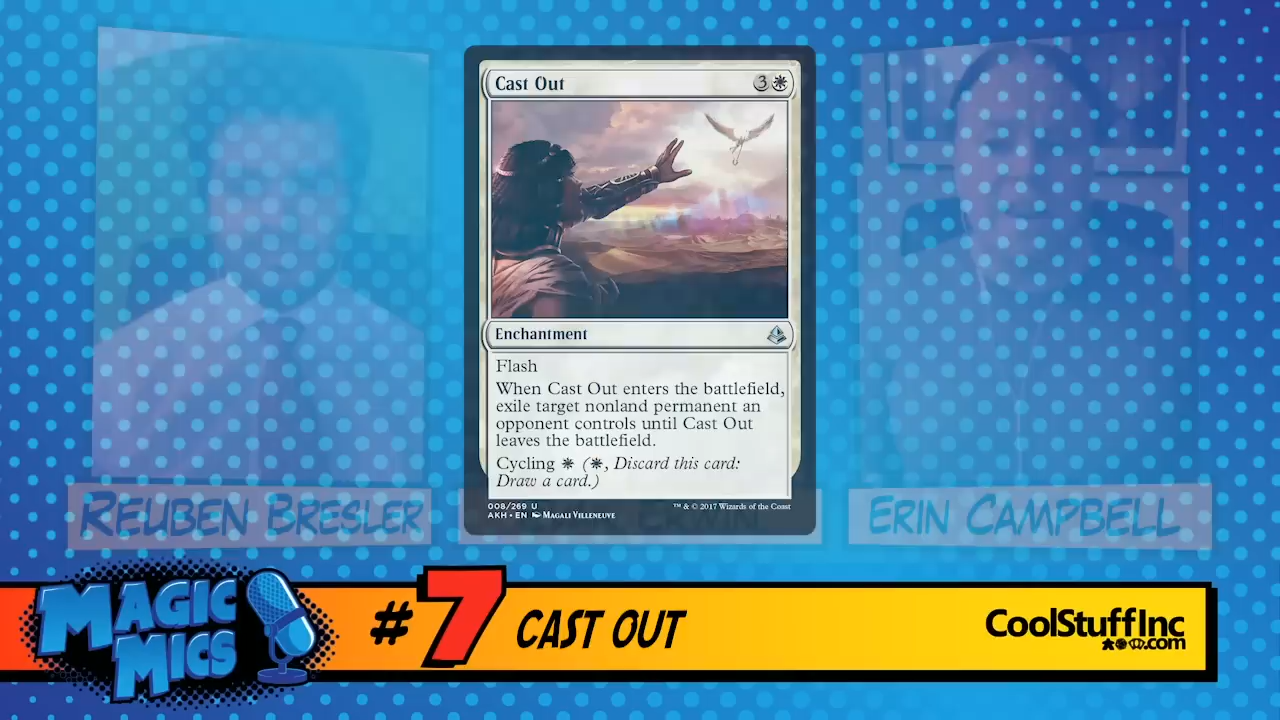 Cast Out 3
Enchantment
Flash
When Cast Out enters the battlefield,
exile target nonland permanent an
opponent controls until Cast Out
leaves the battlefield.
Cycling (, Discard this card:
Draw a card.)
008/269 U
AKH • EN MAGALI VILLENEUVE
™ & © 2017 Wizards of the Coast
REUBEN BRESLER
ERIN CAMPBELL
MAGIC
MICS
#7 CAST OUT
CoolStuffInc
.com